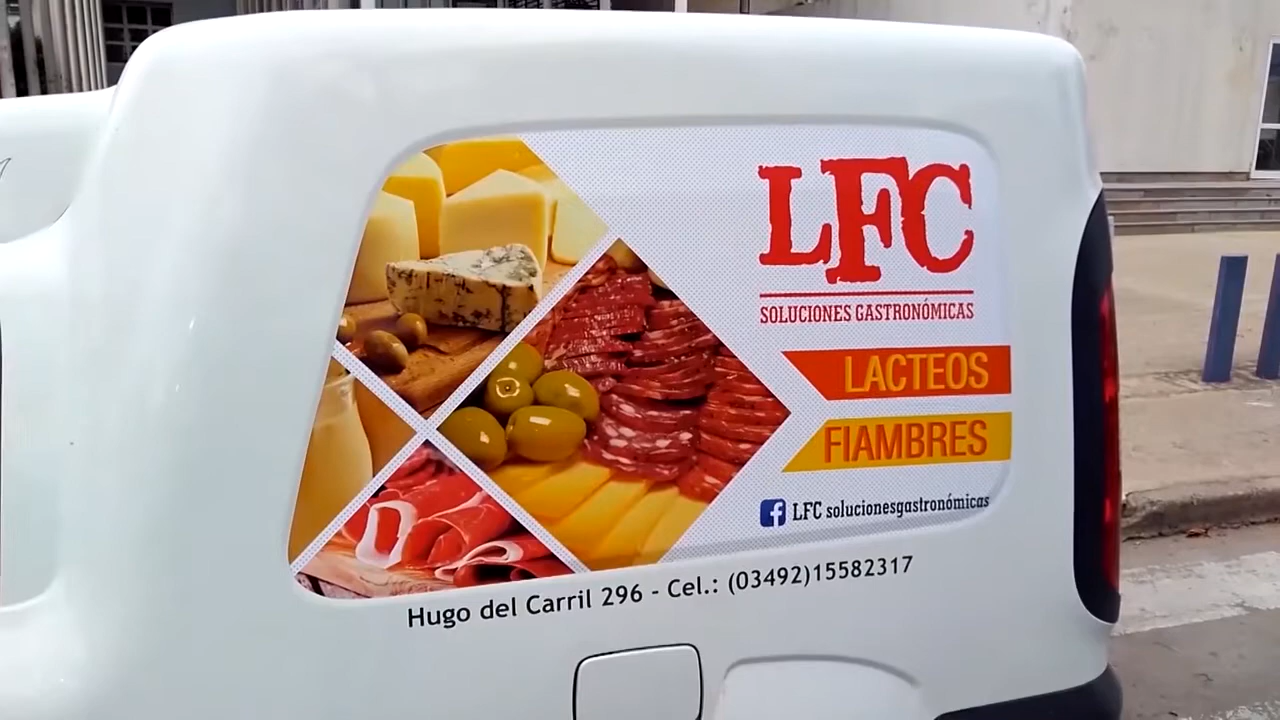 LFC
SOLUCIONES GASTRONÓMICAS
LACTEOS
FIAMBRES
LFC solucionesgastronómicas
Hugo del Carril 296 - Cel.: (03492)15582317